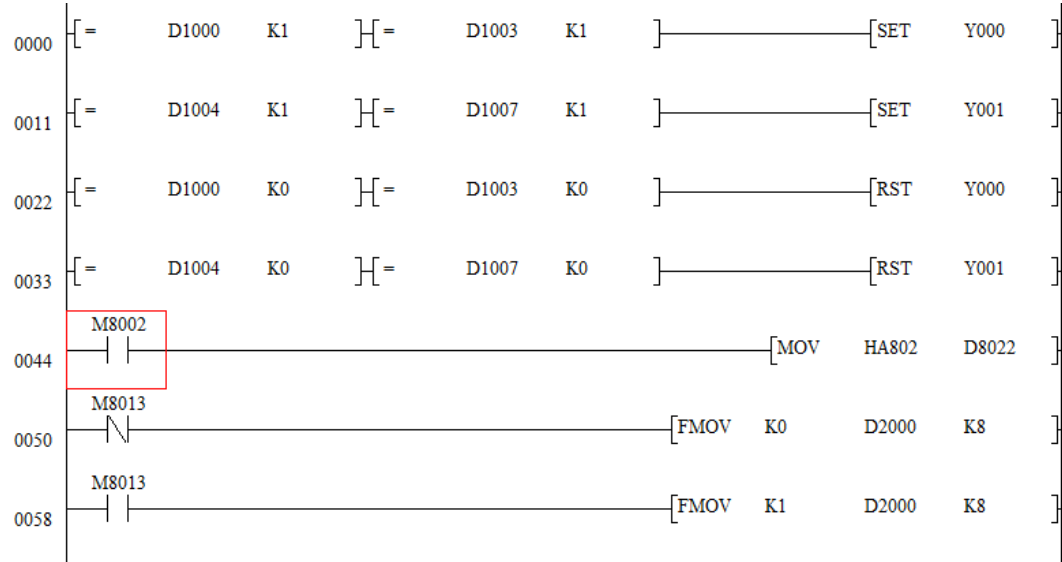 0000 [= D1000 K1 ] [= D1003 K1 ] [SET Y000 ]
0011 [= D1004 K1 ] [= D1007 K1 ] [SET Y001 ]
0022 [= D1000 K0 ] [= D1003 K0 ] [RST Y000 ]
0033 [= D1004 K0 ] [= D1007 K0 ] [RST Y001 ]
M8002
0044 [MOV HA802 D8022 ]
M8013
0050 [FMOV K0 D2000 K8 ]
M8013
0058 [FMOV K1 D2000 K8 ]